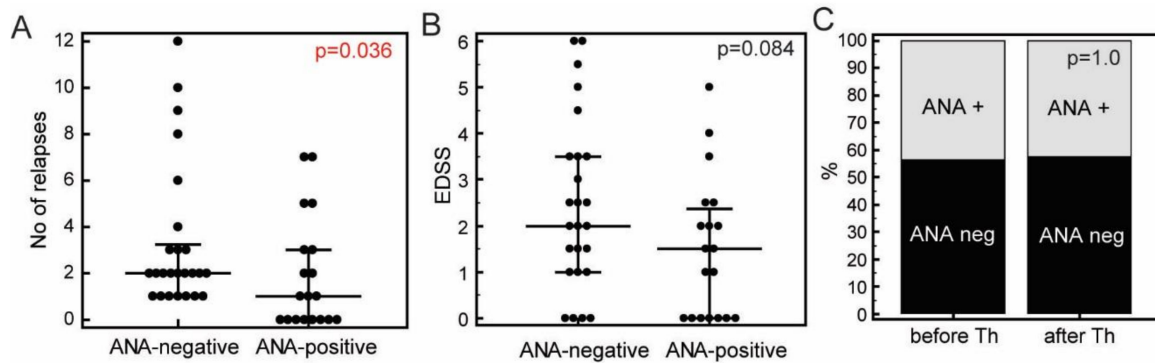 A
No of relapses
12
10
8
6
4
2
0
p=0.036
ANA-negative
ANA-positive
B
EDSS
6
5
4
3
2
1
0
p=0.084
ANA-negative
ANA-positive
C
%
100
90
80
70
60
50
40
30
20
10
0
p=1.0
ANA +
ANA +
ANA neg
ANA neg
before Th
after Th